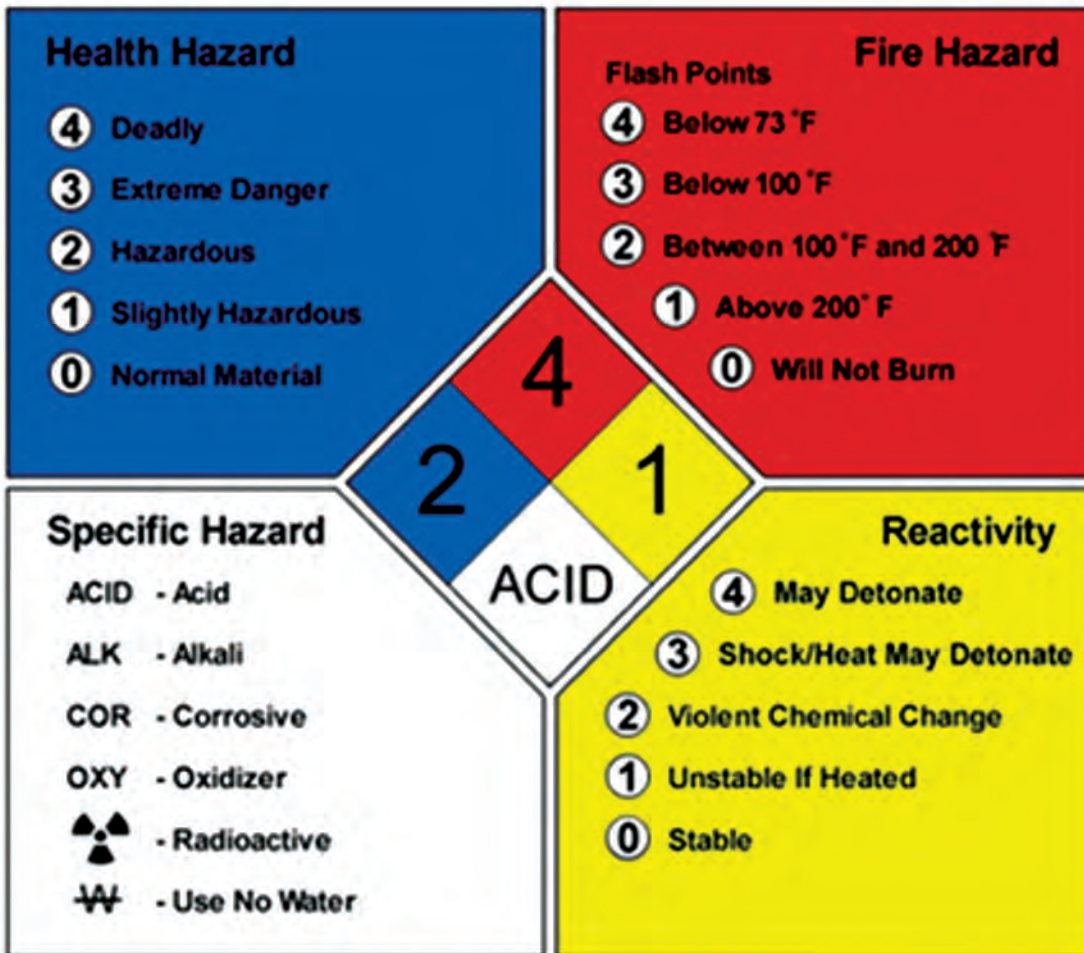 Health Hazard
4 Deadly
3 Extreme Danger
2 Hazardous
1 Slightly Hazardous
0 Normal Material
Fire Hazard
Flash Points
4 Below 73 °F
3 Below 100 °F
2 Between 100 °F and 200 °F
1 Above 200° F
0 Will Not Burn
4
2
1
ACID
Specific Hazard
ACID - Acid
ALK - Alkali
COR - Corrosive
OXY - Oxidizer
- Radioactive
W - Use No Water
Reactivity
4 May Detonate
3 Shock/Heat May Detonate
2 Violent Chemical Change
1 Unstable If Heated
0 Stable